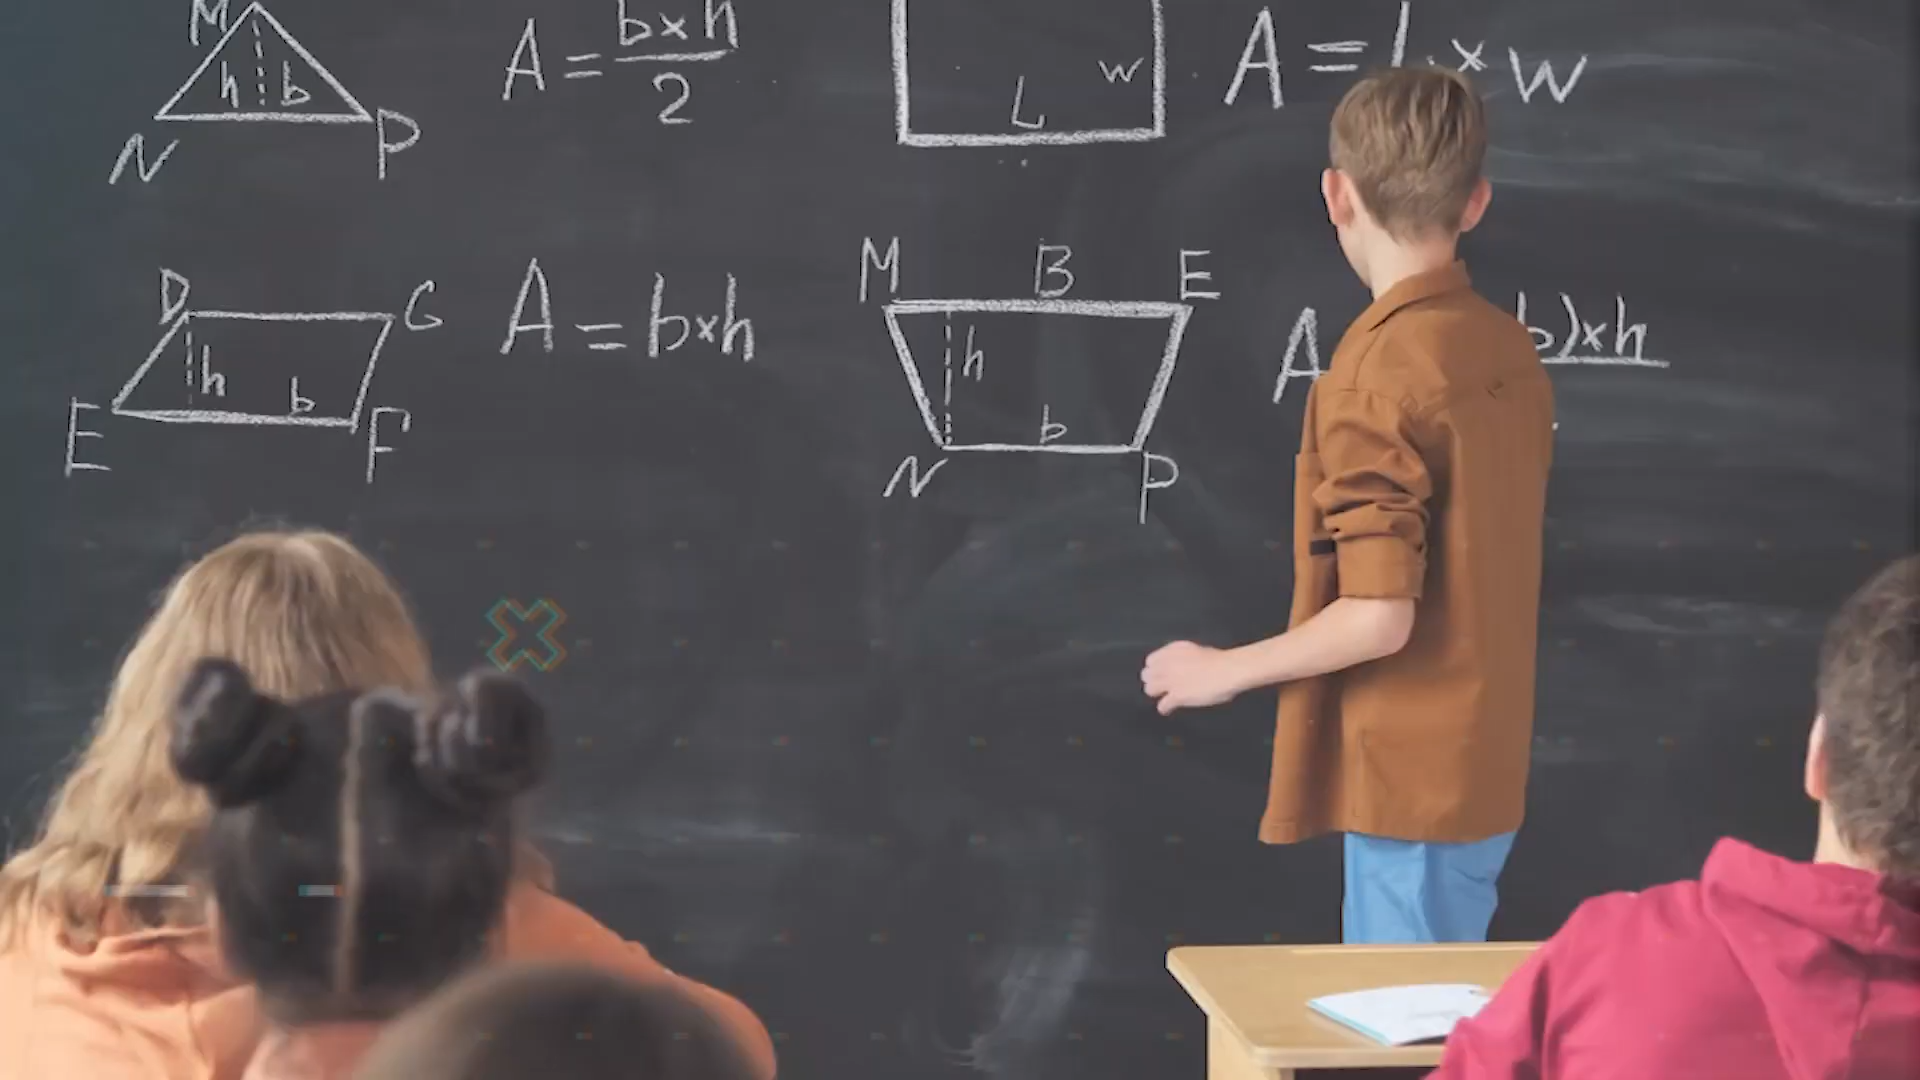 M
h b
N P
A = b×h
2
w
L
A = L × w
D G
h
b
E F
A = b×h
M B E
h
b
N P
A b)×h